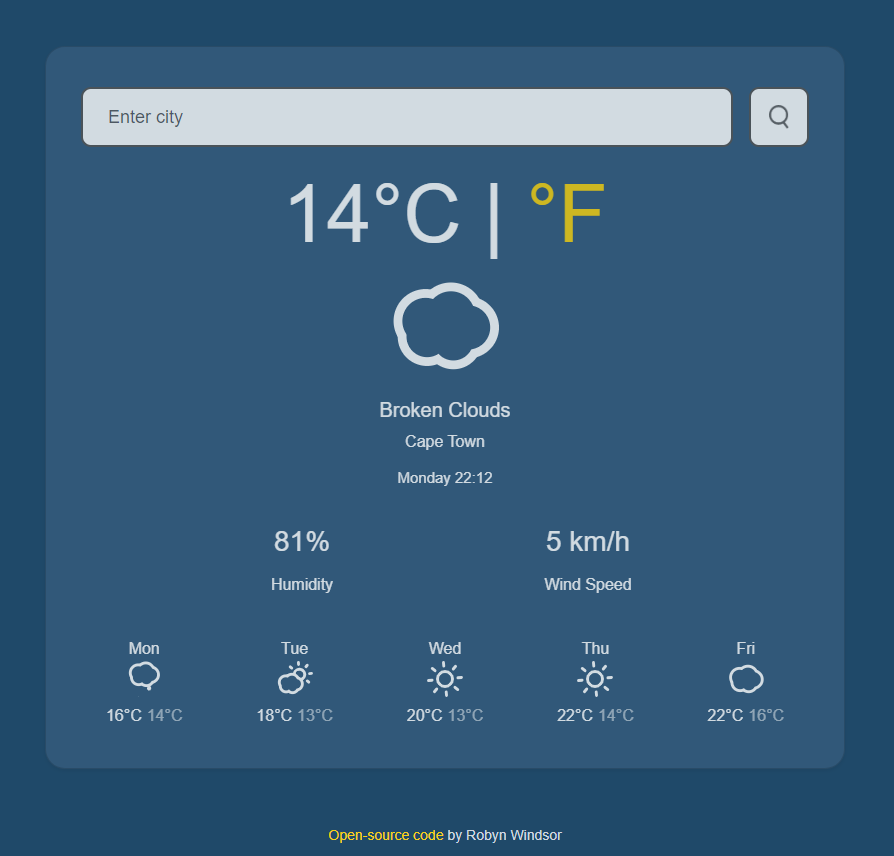 Enter city
14°C | °F
Broken Clouds
Cape Town
Monday 22:12
81% 5 km/h
Humidity Wind Speed
Mon Tue Wed Thu Fri
16°C 14°C 18°C 13°C 20°C 13°C 22°C 14°C 22°C 16°C
Open-source code by Robyn Windsor